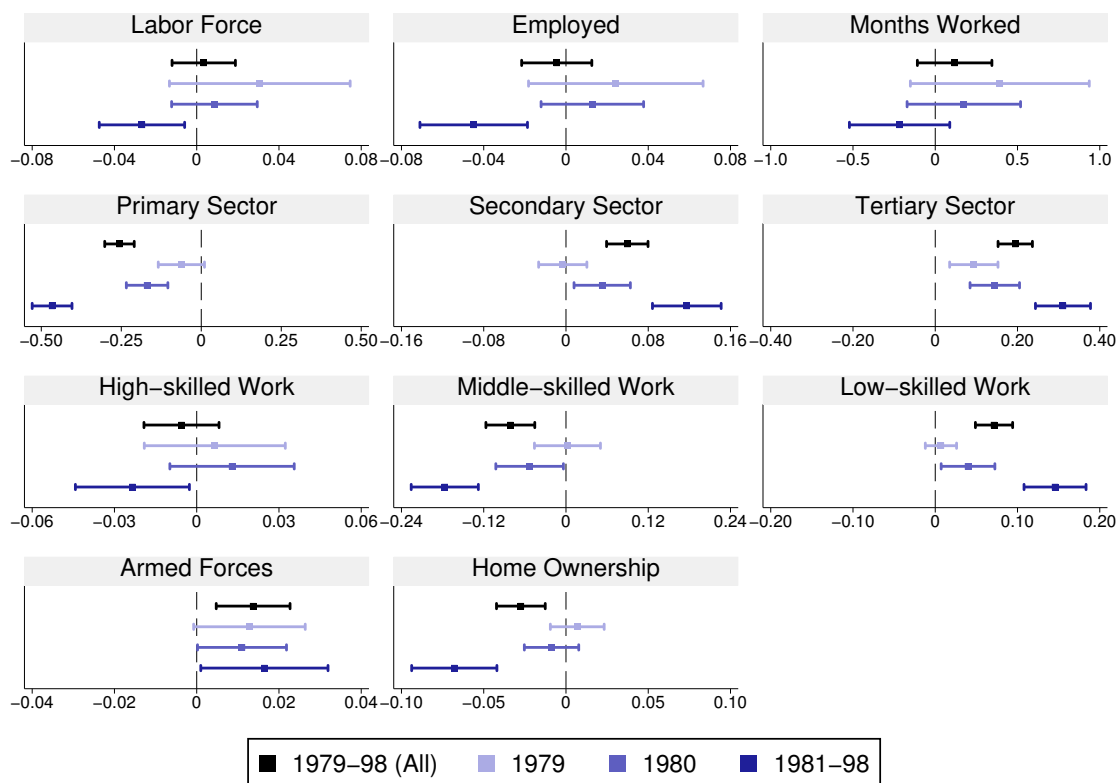 Labor Force Employed Months Worked
−0.08 −0.04 0 0.04 0.08 −0.08 −0.04 0 0.04 0.08 −1.0 −0.5 0 0.5 1.0
Primary Sector Secondary Sector Tertiary Sector
−0.50 −0.25 0 0.25 0.50 −0.16 −0.08 0 0.08 0.16 −0.40 −0.20 0 0.20 0.40
High−skilled Work Middle−skilled Work Low−skilled Work
−0.06 −0.03 0 0.03 0.06 −0.24 −0.12 0 0.12 0.24 −0.20 −0.10 0 0.10 0.20
Armed Forces Home Ownership
−0.04 −0.02 0 0.02 0.04 −0.10 −0.05 0 0.05 0.10
1979−98 (All) 1979 1980 1981−98